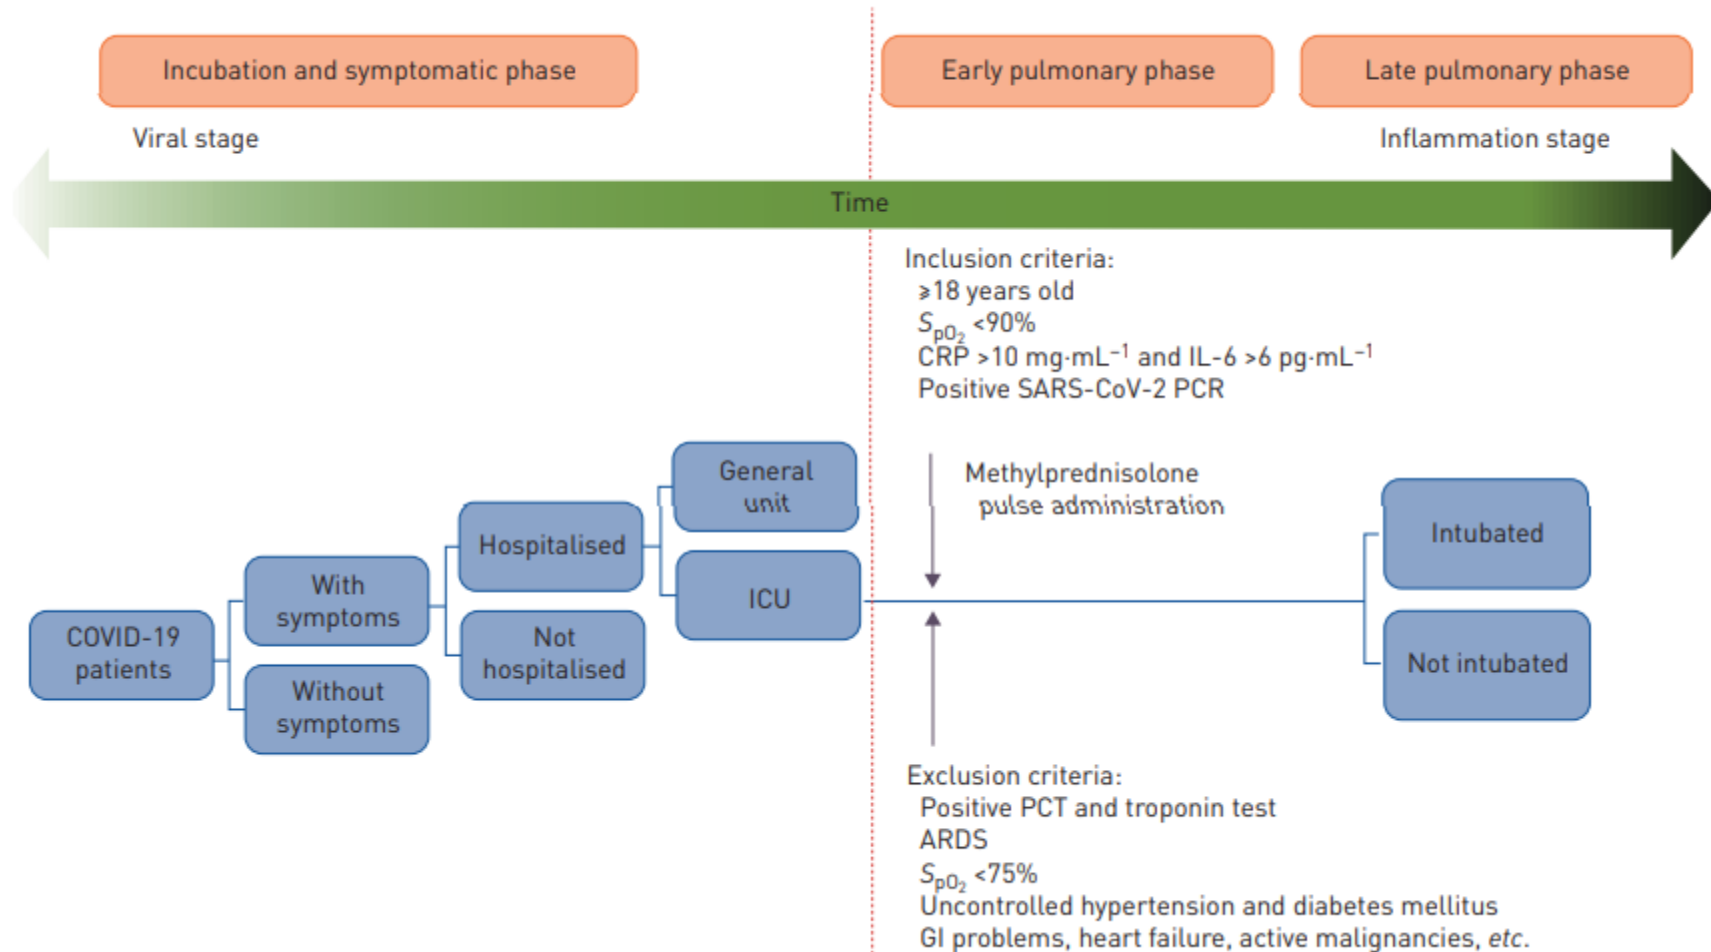 Incubation and symptomatic phase
Early pulmonary phase
Late pulmonary phase
Viral stage
Inflammation stage
Time
Inclusion criteria:
⩾18 years old
SpO2 <90%
CRP >10 mg·mL−1 and IL-6 >6 pg·mL−1
Positive SARS-CoV-2 PCR
General
unit
Methylprednisolone
pulse administration
Hospitalised
Intubated
With
symptoms
ICU
COVID-19
patients
Not
hospitalised
Not intubated
Without
symptoms
Exclusion criteria:
Positive PCT and troponin test
ARDS
SpO2 <75%
Uncontrolled hypertension and diabetes mellitus
GI problems, heart failure, active malignancies, etc.